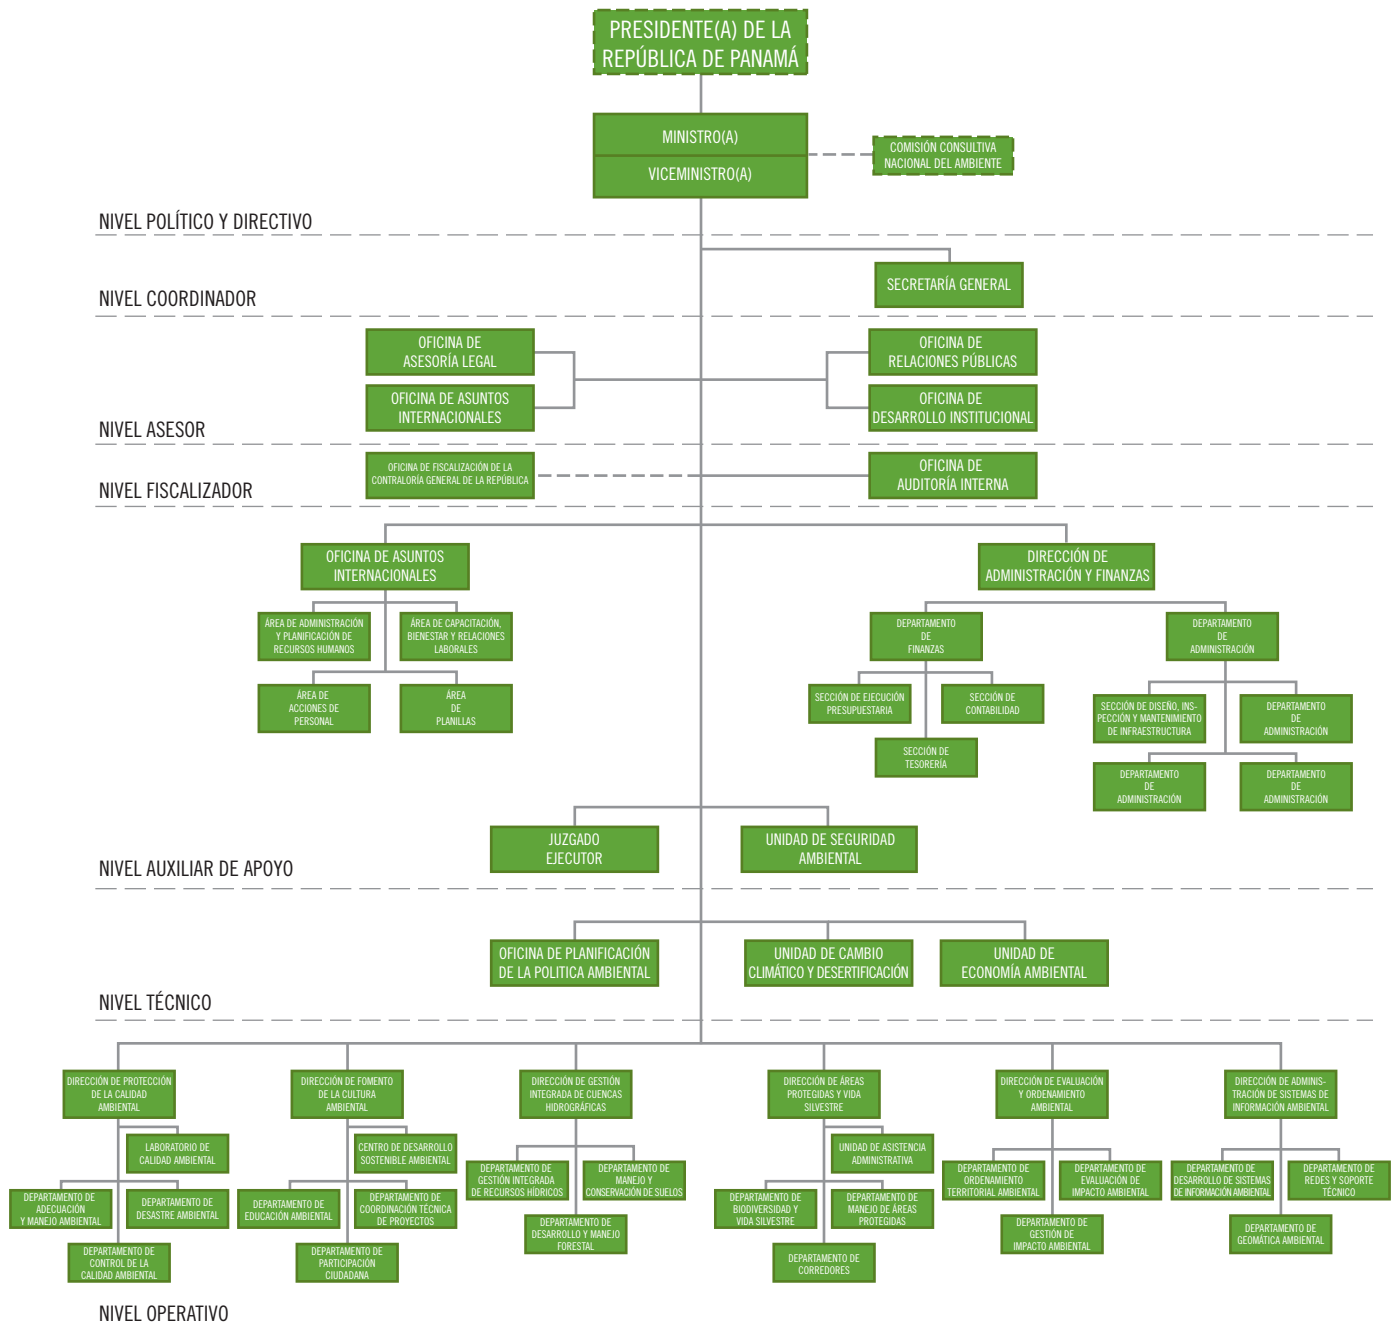 PRESIDENTE(A) DE LA
REPÚBLICA DE PANAMÁ
MINISTRO(A)
VICEMINISTRO(A)
COMISIÓN CONSULTIVA
NACIONAL DEL AMBIENTE
NIVEL POLÍTICO Y DIRECTIVO
SECRETARÍA GENERAL
NIVEL COORDINADOR
OFICINA DE
ASESORÍA LEGAL
OFICINA DE
RELACIONES PÚBLICAS
OFICINA DE ASUNTOS
INTERNACIONALES
OFICINA DE
DESARROLLO INSTITUCIONAL
NIVEL ASESOR
OFICINA DE FISCALIZACIÓN DE LA
CONTRALORÍA GENERAL DE LA REPÚBLICA
OFICINA DE
AUDITORÍA INTERNA
NIVEL FISCALIZADOR
OFICINA DE ASUNTOS
INTERNACIONALES
DIRECCIÓN DE
ADMINISTRACIÓN Y FINANZAS
ÁREA DE ADMINISTRACIÓN
Y PLANIFICACIÓN DE
RECURSOS HUMANOS
ÁREA DE CAPACITACIÓN,
BIENESTAR Y RELACIONES
LABORALES
DEPARTAMENTO
DE
FINANZAS
DEPARTAMENTO
DE
ADMINISTRACIÓN
ÁREA DE
ACCIONES DE
PERSONAL
ÁREA
DE
PLANILLAS
SECCIÓN DE EJECUCIÓN
PRESUPUESTARIA
SECCIÓN DE
CONTABILIDAD
SECCIÓN DE DISEÑO, INS-
PECCIÓN Y MANTENIMIENTO
DE INFRAESTRUCTURA
DEPARTAMENTO
DE
ADMINISTRACIÓN
SECCIÓN DE
TESORERÍA
DEPARTAMENTO
DE
ADMINISTRACIÓN
DEPARTAMENTO
DE
ADMINISTRACIÓN
JUZGADO
EJECUTOR
UNIDAD DE SEGURIDAD
AMBIENTAL
NIVEL AUXILIAR DE APOYO
OFICINA DE PLANIFICACIÓN
DE LA POLITICA AMBIENTAL
UNIDAD DE CAMBIO
CLIMÁTICO Y DESERTIFICACIÓN
UNIDAD DE
ECONOMÍA AMBIENTAL
NIVEL TÉCNICO
DIRECCIÓN DE PROTECCIÓN
DE LA CALIDAD
AMBIENTAL
DIRECCIÓN DE FOMENTO
DE LA CULTURA
AMBIENTAL
DIRECCIÓN DE GESTIÓN
INTEGRADA DE CUENCAS
HIDROGRÁFICAS
DIRECCIÓN DE ÁREAS
PROTEGIDAS Y VIDA
SILVESTRE
DIRECCIÓN DE EVALUACIÓN
Y ORDENAMIENTO
AMBIENTAL
DIRECCIÓN DE ADMINIS-
TRACIÓN DE SISTEMAS DE
INFORMACIÓN AMBIENTAL
LABORATORIO DE
CALIDAD AMBIENTAL
CENTRO DE DESARROLLO
SOSTENIBLE AMBIENTAL
UNIDAD DE ASISTENCIA
ADMINISTRATIVA
DEPARTAMENTO DE
GESTIÓN INTEGRADA
DE RECURSOS HÍDRICOS
DEPARTAMENTO DE
MANEJO Y
CONSERVACIÓN DE SUELOS
DEPARTAMENTO DE
ORDENAMIENTO
TERRITORIAL AMBIENTAL
DEPARTAMENTO DE
EVALUACIÓN DE
IMPACTO AMBIENTAL
DEPARTAMENTO DE
DESARROLLO DE SISTEMAS
DE INFORMACIÓN AMBIENTAL
DEPARTAMENTO DE
REDES Y SOPORTE
TÉCNICO
DEPARTAMENTO DE
ADECUACIÓN
Y MANEJO AMBIENTAL
DEPARTAMENTO DE
DESASTRE AMBIENTAL
DEPARTAMENTO DE
EDUCACIÓN AMBIENTAL
DEPARTAMENTO DE
COORDINACIÓN TÉCNICA
DE PROYECTOS
DEPARTAMENTO DE
BIODIVERSIDAD Y
VIDA SILVESTRE
DEPARTAMENTO DE
MANEJO DE ÁREAS
PROTEGIDAS
DEPARTAMENTO DE
DESARROLLO Y MANEJO
FORESTAL
DEPARTAMENTO DE
GESTIÓN DE
IMPACTO AMBIENTAL
DEPARTAMENTO DE
GEOMÁTICA AMBIENTAL
DEPARTAMENTO DE
CONTROL DE LA
CALIDAD AMBIENTAL
DEPARTAMENTO DE
PARTICIPACIÓN
CIUDADANA
DEPARTAMENTO DE
CORREDORES
NIVEL OPERATIVO